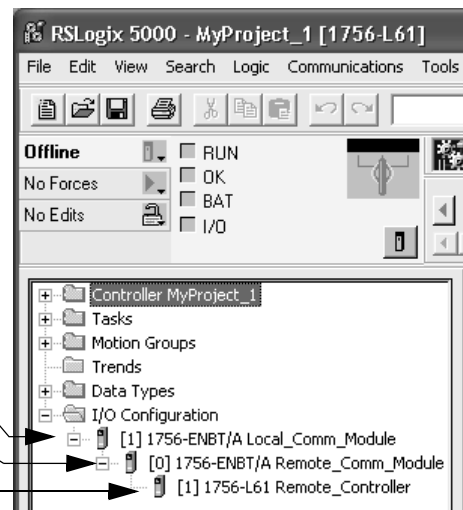 RSLogix 5000 - MyProject_1 [1756-L61]
File Edit View Search Logic Communications Tools
Offline
RUN
No Forces
OK
No Edits
BAT
I/O
Controller MyProject_1
Tasks
Motion Groups
Trends
Data Types
I/O Configuration
[1] 1756-ENBT/A Local_Comm_Module
[0] 1756-ENBT/A Remote_Comm_Module
[1] 1756-L61 Remote_Controller